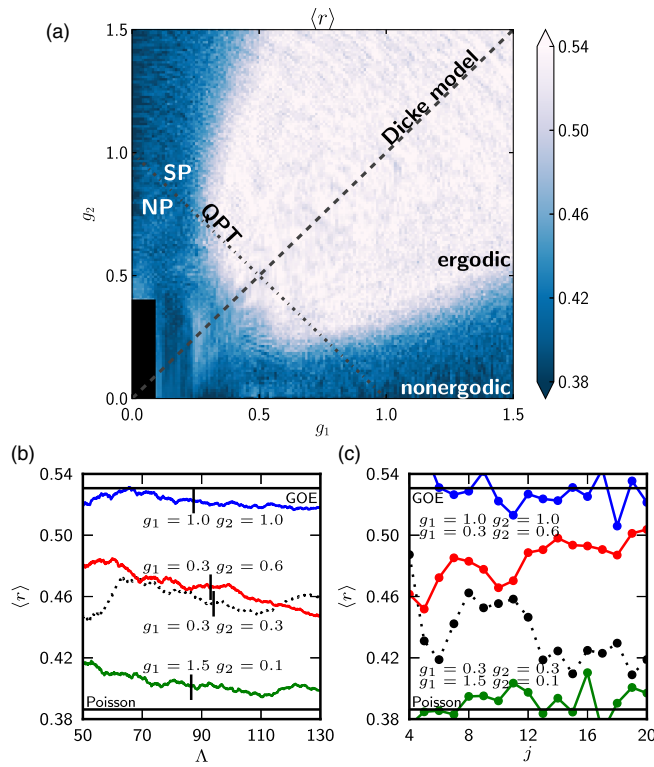 (a)
⟨r⟩
1.5
1.0
0.5
0.0
g₂
SP
NP
QPT
Dicke model
ergodic
nonergodic
0.0 0.5 1.0 1.5
g₁
0.54
0.50
0.46
0.42
0.38
(b)
0.54
0.50
0.46
0.42
0.38
⟨r⟩
GOE
g₁ = 1.0 g₂ = 1.0
g₁ = 0.3 g₂ = 0.6
g₁ = 0.3 g₂ = 0.3
g₁ = 1.5 g₂ = 0.1
Poisson
50 70 90 110 130
Λ
(c)
0.54
0.50
0.46
0.42
0.38
⟨r⟩
GOE
g₁ = 1.0 g₂ = 1.0
g₁ = 0.3 g₂ = 0.6
g₁ = 0.3 g₂ = 0.3
g₁ = 1.5 g₂ = 0.1
Poisson
4 8 12 16 20
j